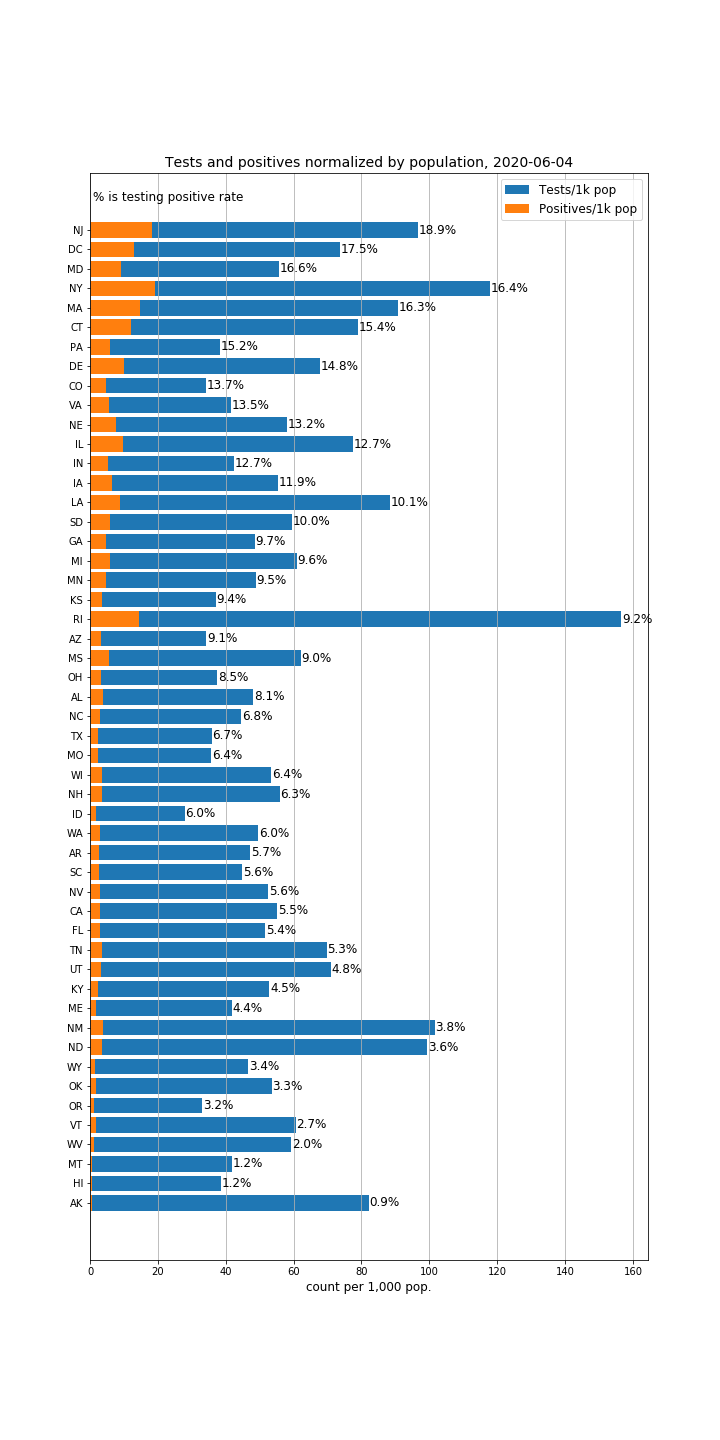 Tests and positives normalized by population, 2020-06-04
% is testing positive rate
Tests/1k pop
Positives/1k pop
NJ 18.9%
DC 17.5%
MD 16.6%
NY 16.4%
MA 16.3%
CT 15.4%
PA 15.2%
DE 14.8%
CO 13.7%
VA 13.5%
NE 13.2%
IL 12.7%
IN 12.7%
IA 11.9%
LA 10.1%
SD 10.0%
GA 9.7%
MI 9.6%
MN 9.5%
KS 9.4%
RI 9.2%
AZ 9.1%
MS 9.0%
OH 8.5%
AL 8.1%
NC 6.8%
TX 6.7%
MO 6.4%
WI 6.4%
NH 6.3%
ID 6.0%
WA 6.0%
AR 5.7%
SC 5.6%
NV 5.6%
CA 5.5%
FL 5.4%
TN 5.3%
UT 4.8%
KY 4.5%
ME 4.4%
NM 3.8%
ND 3.6%
WY 3.4%
OK 3.3%
OR 3.2%
VT 2.7%
WV 2.0%
MT 1.2%
HI 1.2%
AK 0.9%
0 20 40 60 80 100 120 140 160
count per 1,000 pop.